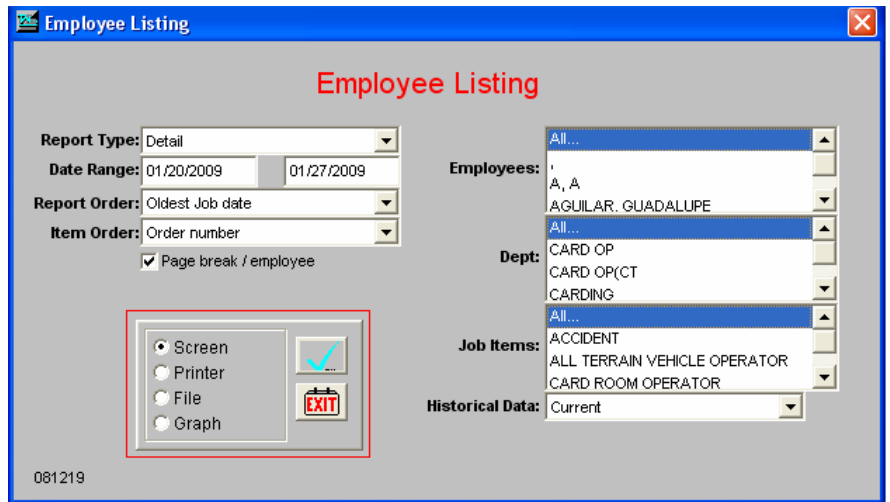 Employee Listing
Employee Listing
Report Type: Detail
Date Range: 01/20/2009 01/27/2009
Report Order: Oldest Job date
Item Order: Order number
Page break / employee
Screen
Printer
File
Graph
EXIT
Employees:
All...
,
A, A
AGUILAR. GUADALUPE
Dept:
All...
CARD OP
CARD OP(CT
CARDING
Job Items:
All...
ACCIDENT
ALL TERRAIN VEHICLE OPERATOR
CARD ROOM OPERATOR
Historical Data: Current
081219